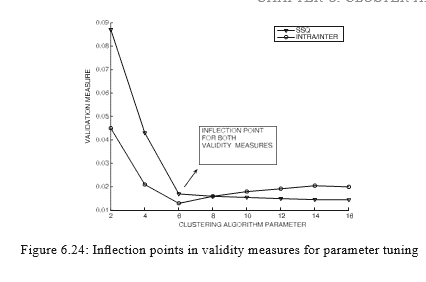 SSQ
INTRA/INTER
0.09
0.08
0.07
0.06
0.05
0.04
0.03
0.02
0.01
VALIDATION MEASURE
INFLECTION POINT
FOR BOTH
VALIDITY MEASURES
2 4 6 8 10 12 14 16
CLUSTERING ALGORITHM PARAMETER
Figure 6.24: Inflection points in validity measures for parameter tuning